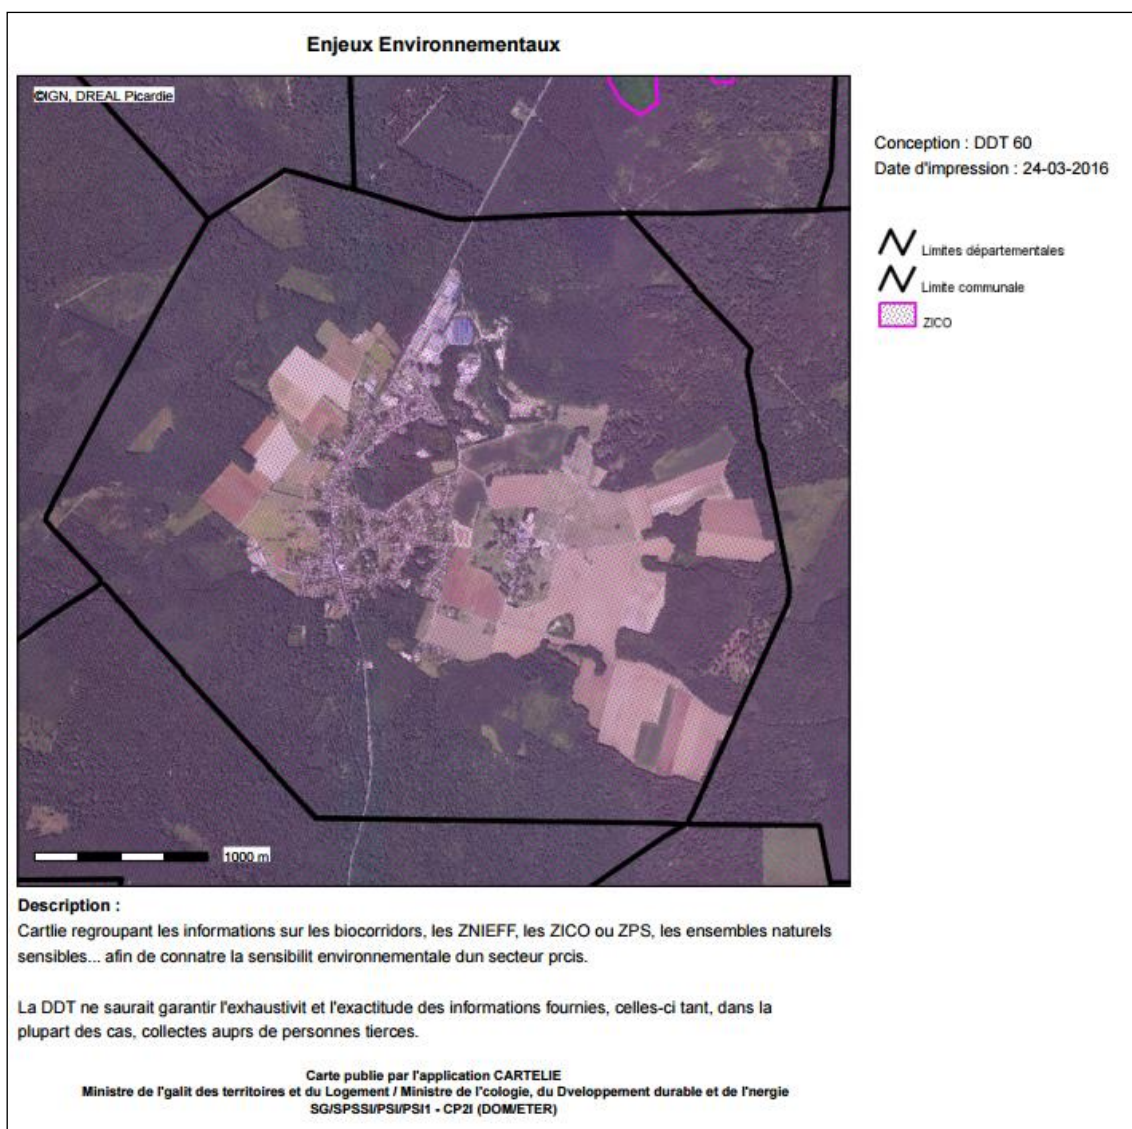 Enjeux Environnementaux
©IGN, DREAL Picardie
Conception : DDT 60
Date d'impression : 24-03-2016
Limites départementales
Limite communale
ZICO
1000 m
Description :
Cartlie regroupant les informations sur les biocorridors, les ZNIEFF, les ZICO ou ZPS, les ensembles naturels
sensibles... afin de connatre la sensibilit environnementale dun secteur prcis.
La DDT ne saurait garantir l'exhaustivit et l'exactitude des informations fournies, celles-ci tant, dans la
plupart des cas, collectes auprs de personnes tierces.
Carte publie par l'application CARTELIE
Ministre de l'galit des territoires et du Logement / Ministre de l'cologie, du Dveloppement durable et de l'nergie
SG/SPSSI/PSI/PSI1 - CP2I (DOM/ETER)